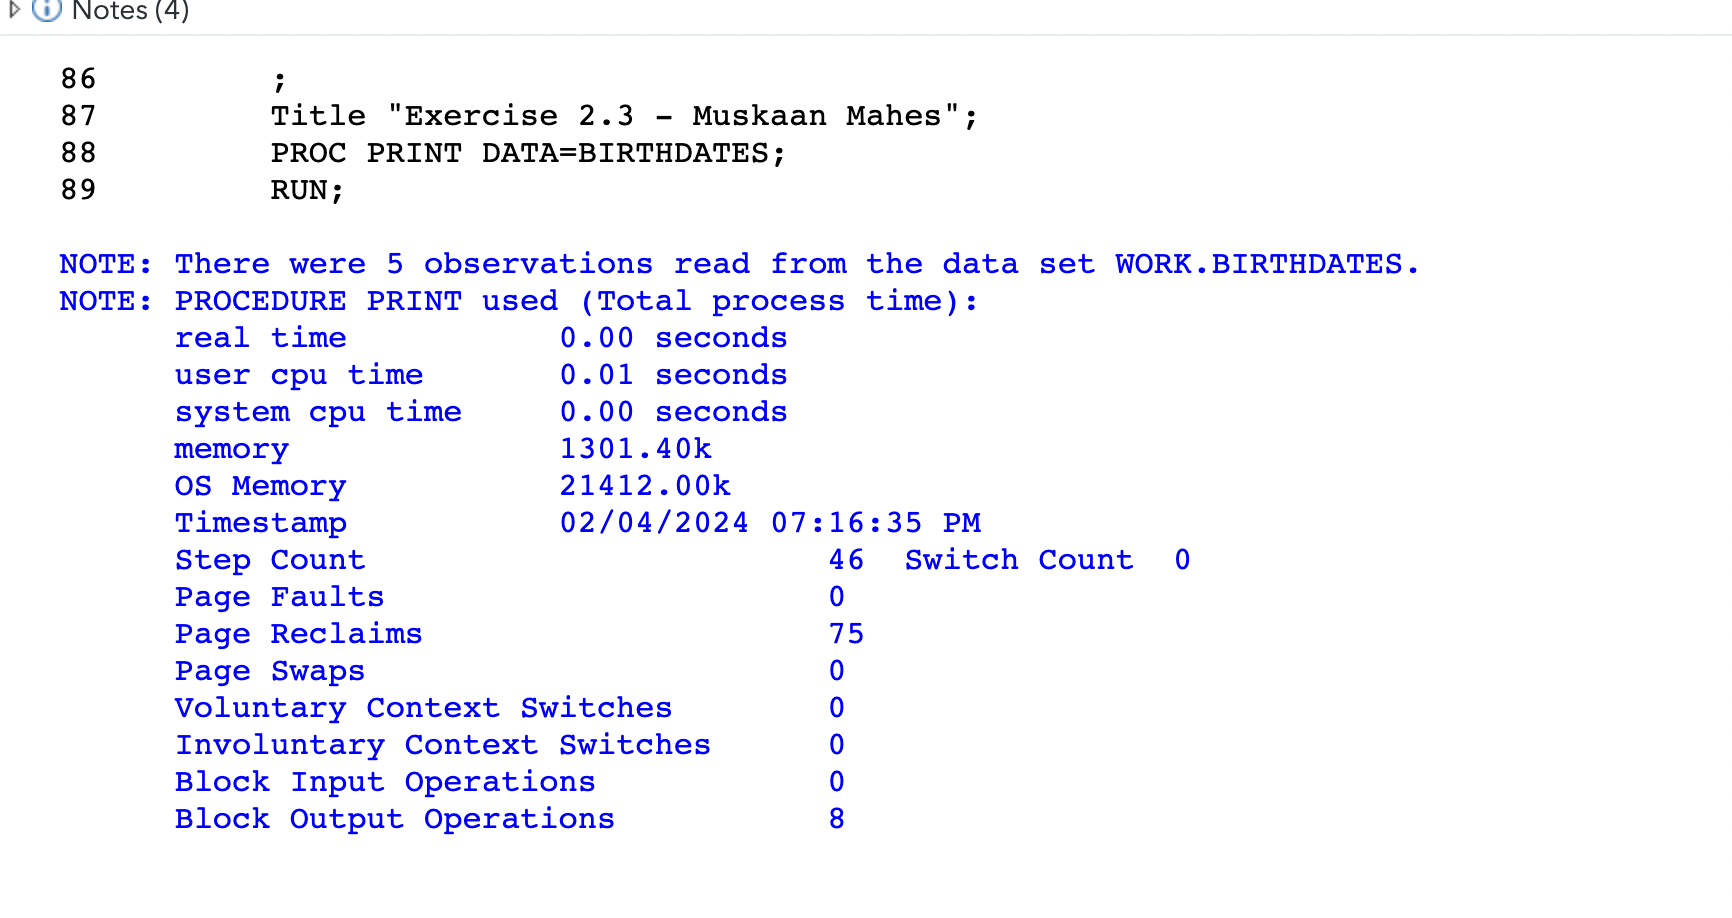 Notes (4)
86 ;
87 Title "Exercise 2.3 - Muskaan Mahes";
88 PROC PRINT DATA=BIRTHDATES;
89 RUN;
NOTE: There were 5 observations read from the data set WORK.BIRTHDATES.
NOTE: PROCEDURE PRINT used (Total process time):
real time 0.00 seconds
user cpu time 0.01 seconds
system cpu time 0.00 seconds
memory 1301.40k
OS Memory 21412.00k
Timestamp 02/04/2024 07:16:35 PM
Step Count 46 Switch Count 0
Page Faults 0
Page Reclaims 75
Page Swaps 0
Voluntary Context Switches 0
Involuntary Context Switches 0
Block Input Operations 0
Block Output Operations 8